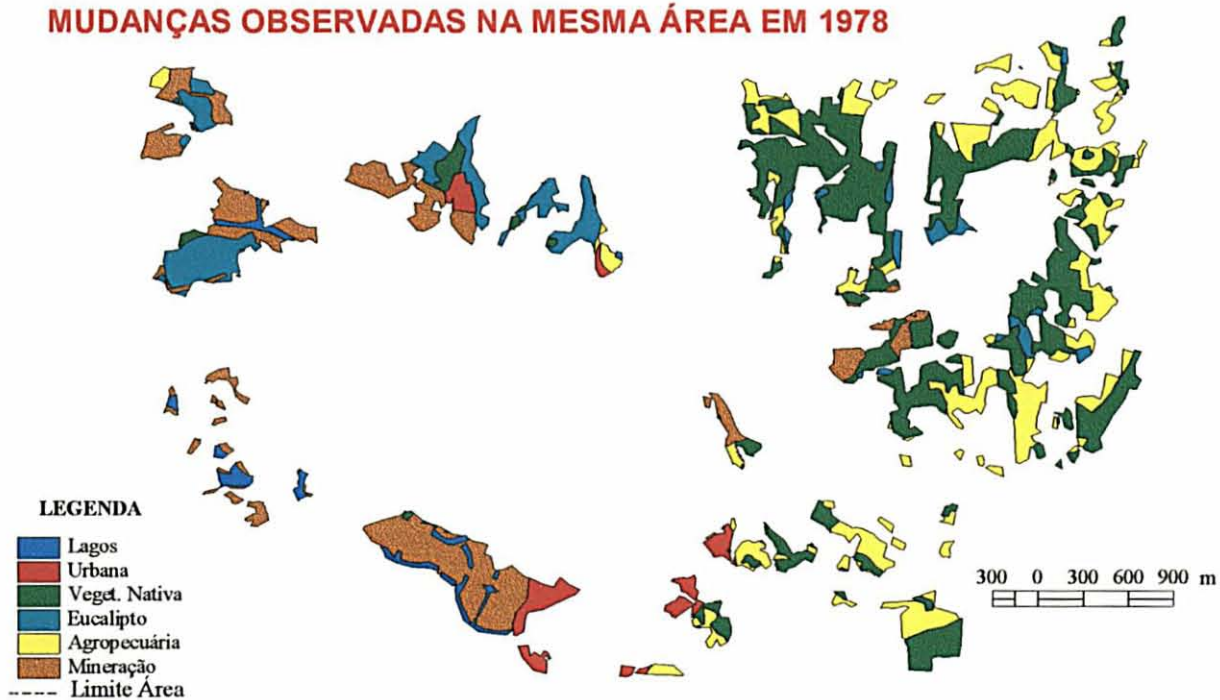 MUDANÇAS OBSERVADAS NA MESMA ÁREA EM 1978
LEGENDA
Lagos
Urbana
Veget. Nativa
Eucalipto
Agropecuária
Mineração
Limite Área
300 0 300 600 900 m